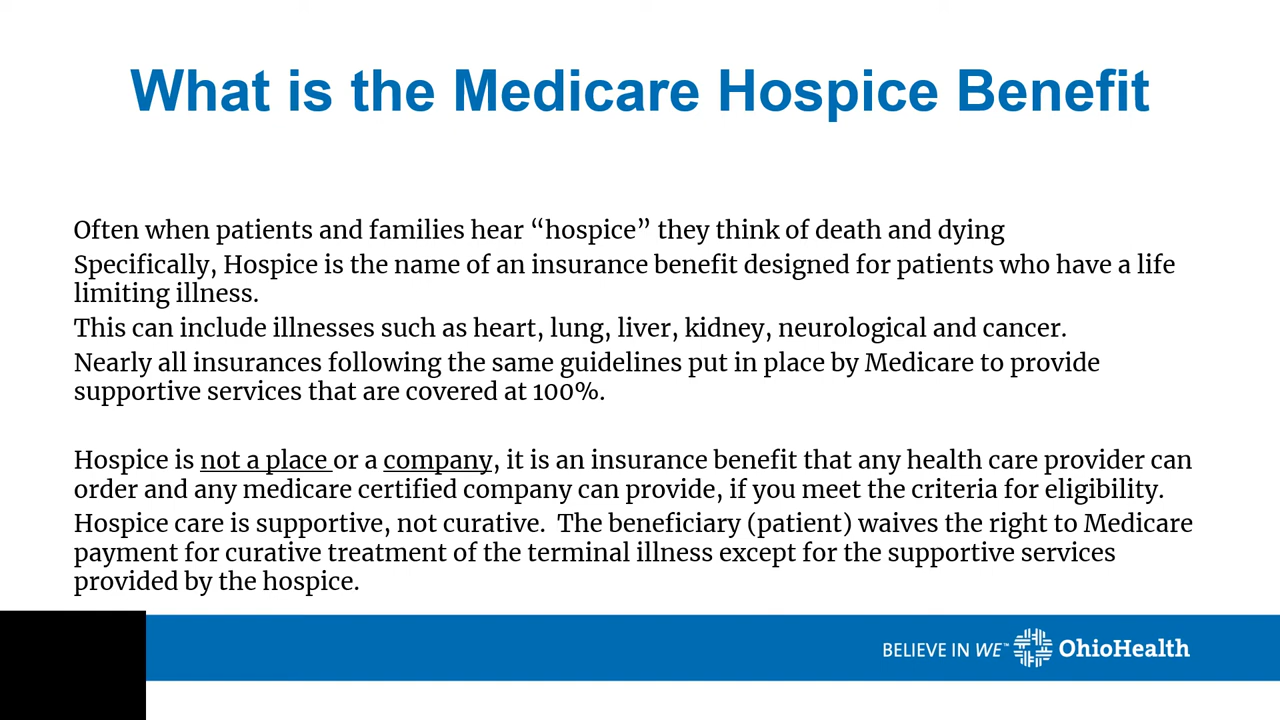 What is the Medicare Hospice Benefit
Often when patients and families hear “hospice” they think of death and dying
Specifically, Hospice is the name of an insurance benefit designed for patients who have a life
limiting illness.
This can include illnesses such as heart, lung, liver, kidney, neurological and cancer.
Nearly all insurances following the same guidelines put in place by Medicare to provide
supportive services that are covered at 100%.
Hospice is not a place or a company, it is an insurance benefit that any health care provider can
order and any medicare certified company can provide, if you meet the criteria for eligibility.
Hospice care is supportive, not curative.  The beneficiary (patient) waives the right to Medicare
payment for curative treatment of the terminal illness except for the supportive services
provided by the hospice.
BELIEVE IN WE™ OhioHealth